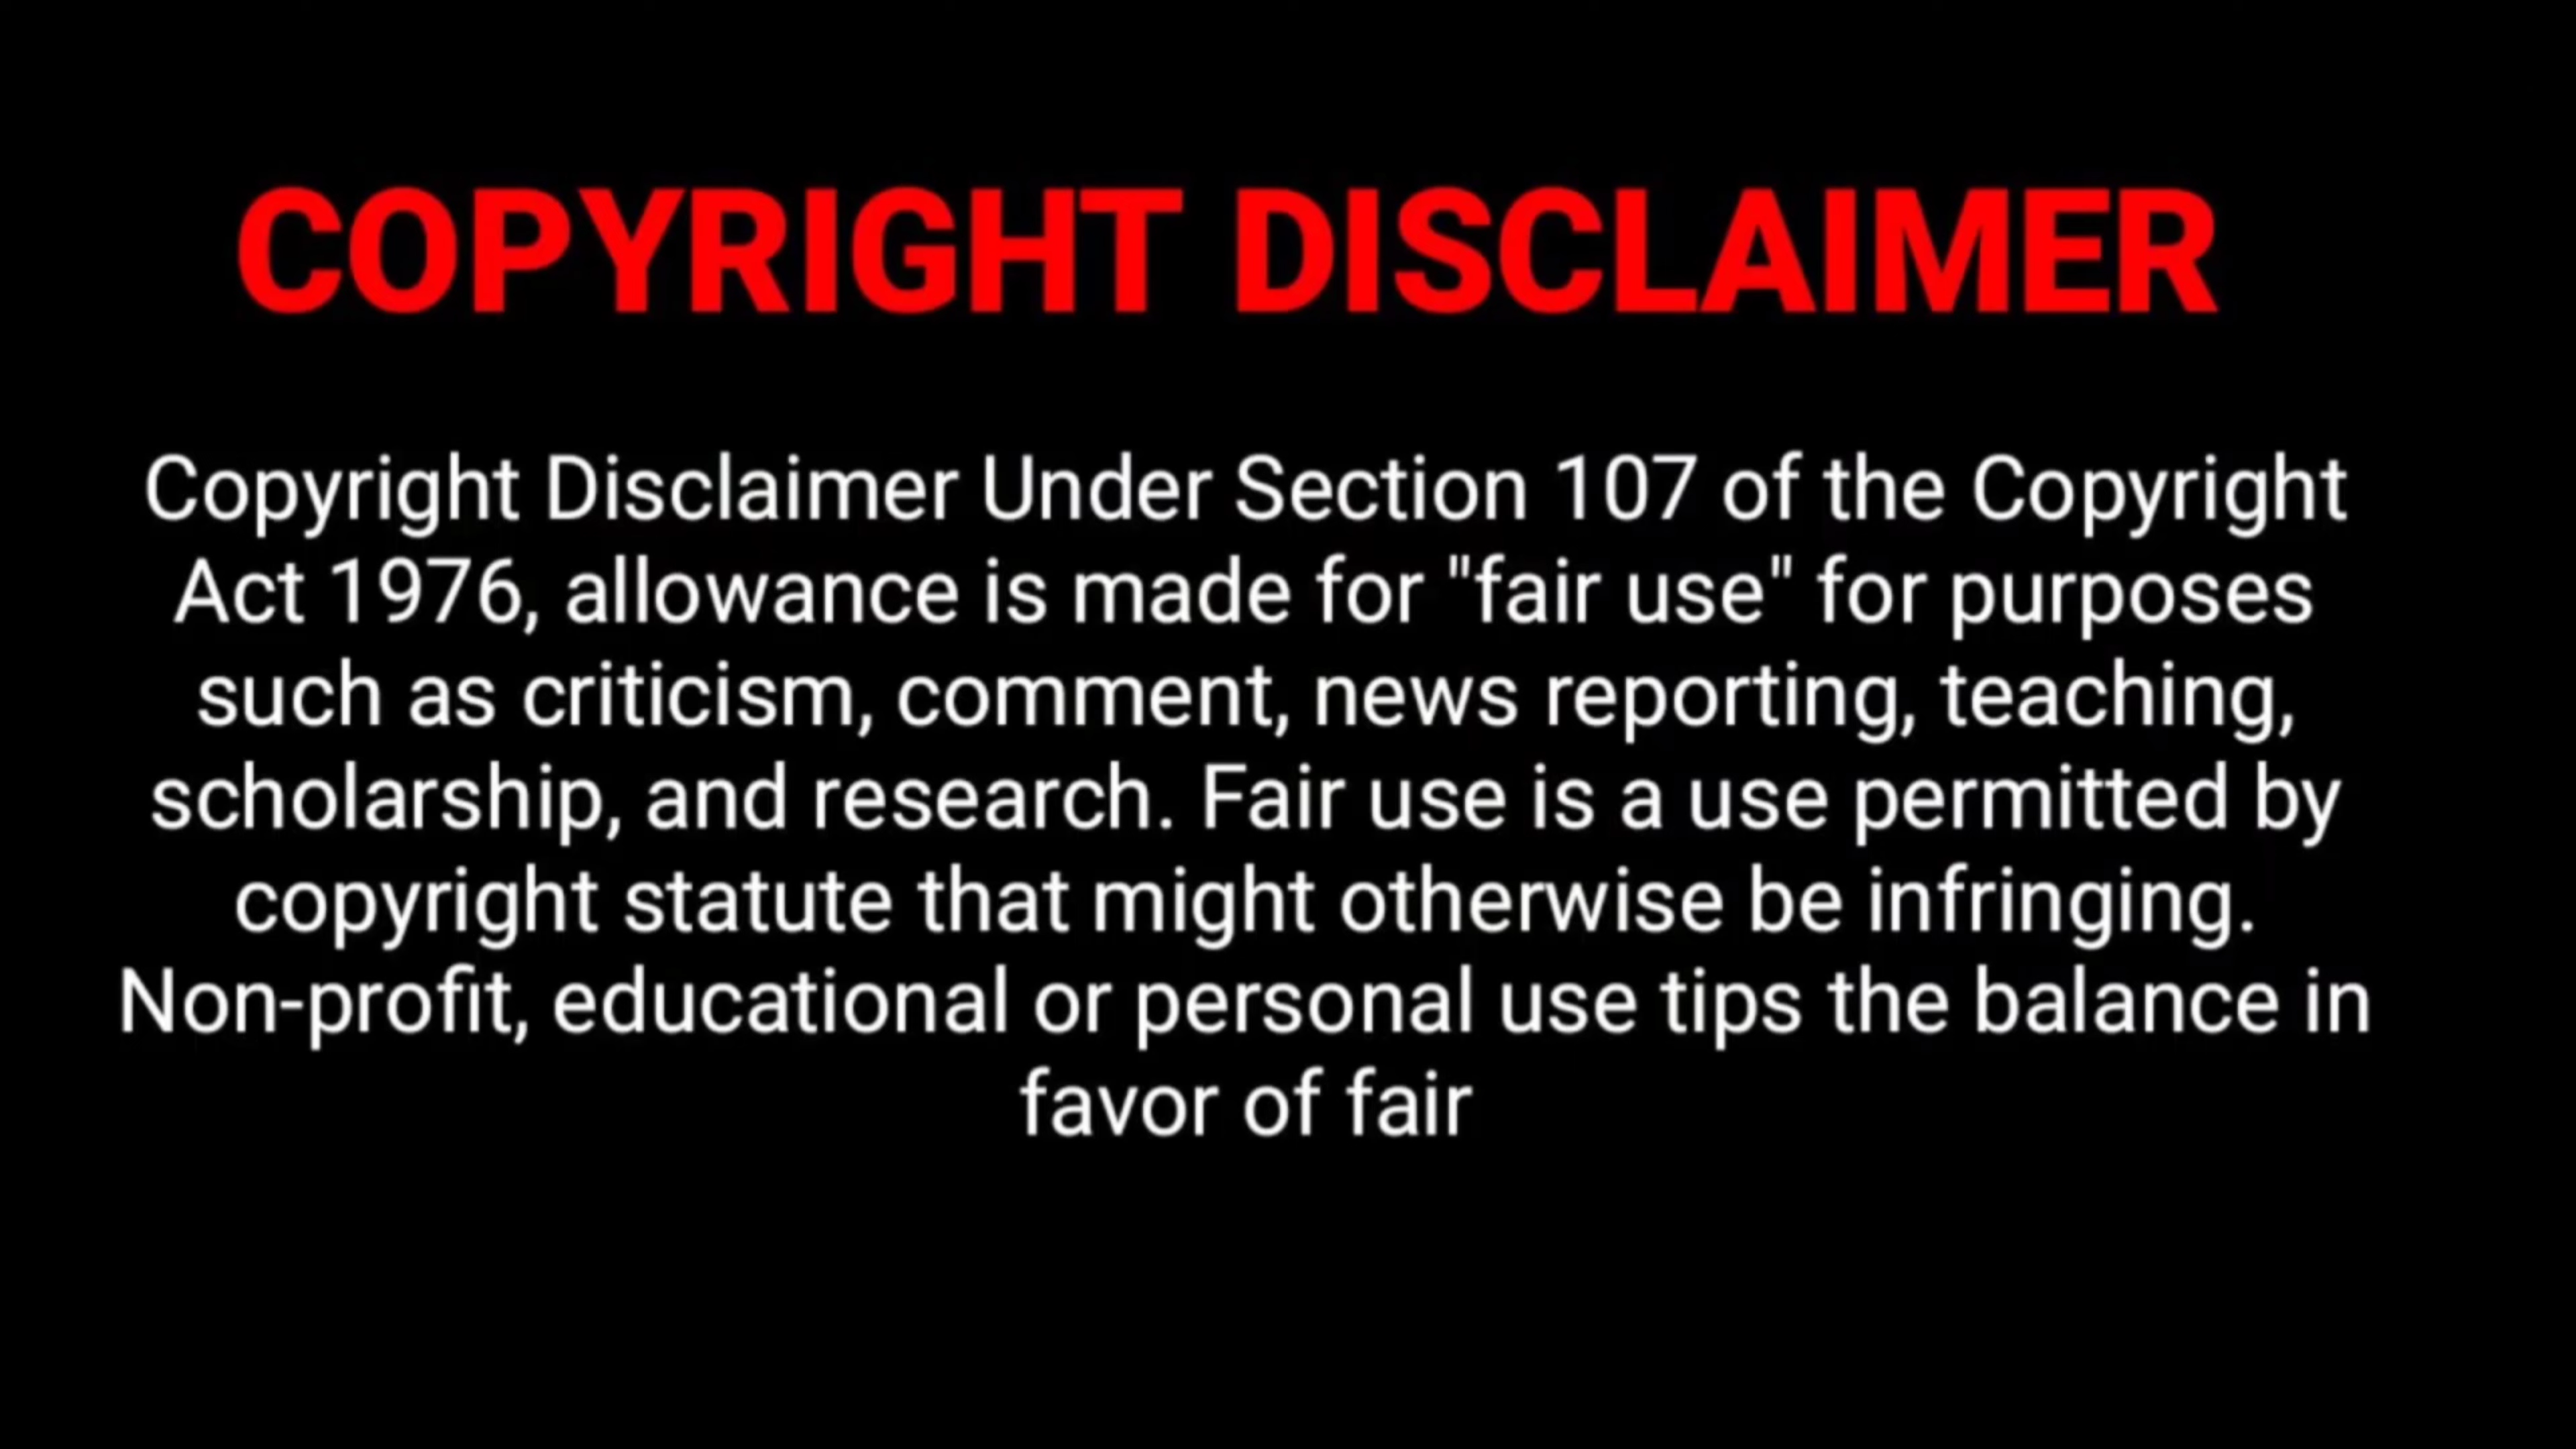 COPYRIGHT DISCLAIMER
Copyright Disclaimer Under Section 107 of the Copyright
Act 1976, allowance is made for "fair use" for purposes
such as criticism, comment, news reporting, teaching,
scholarship, and research. Fair use is a use permitted by
copyright statute that might otherwise be infringing.
Non-profit, educational or personal use tips the balance in
favor of fair